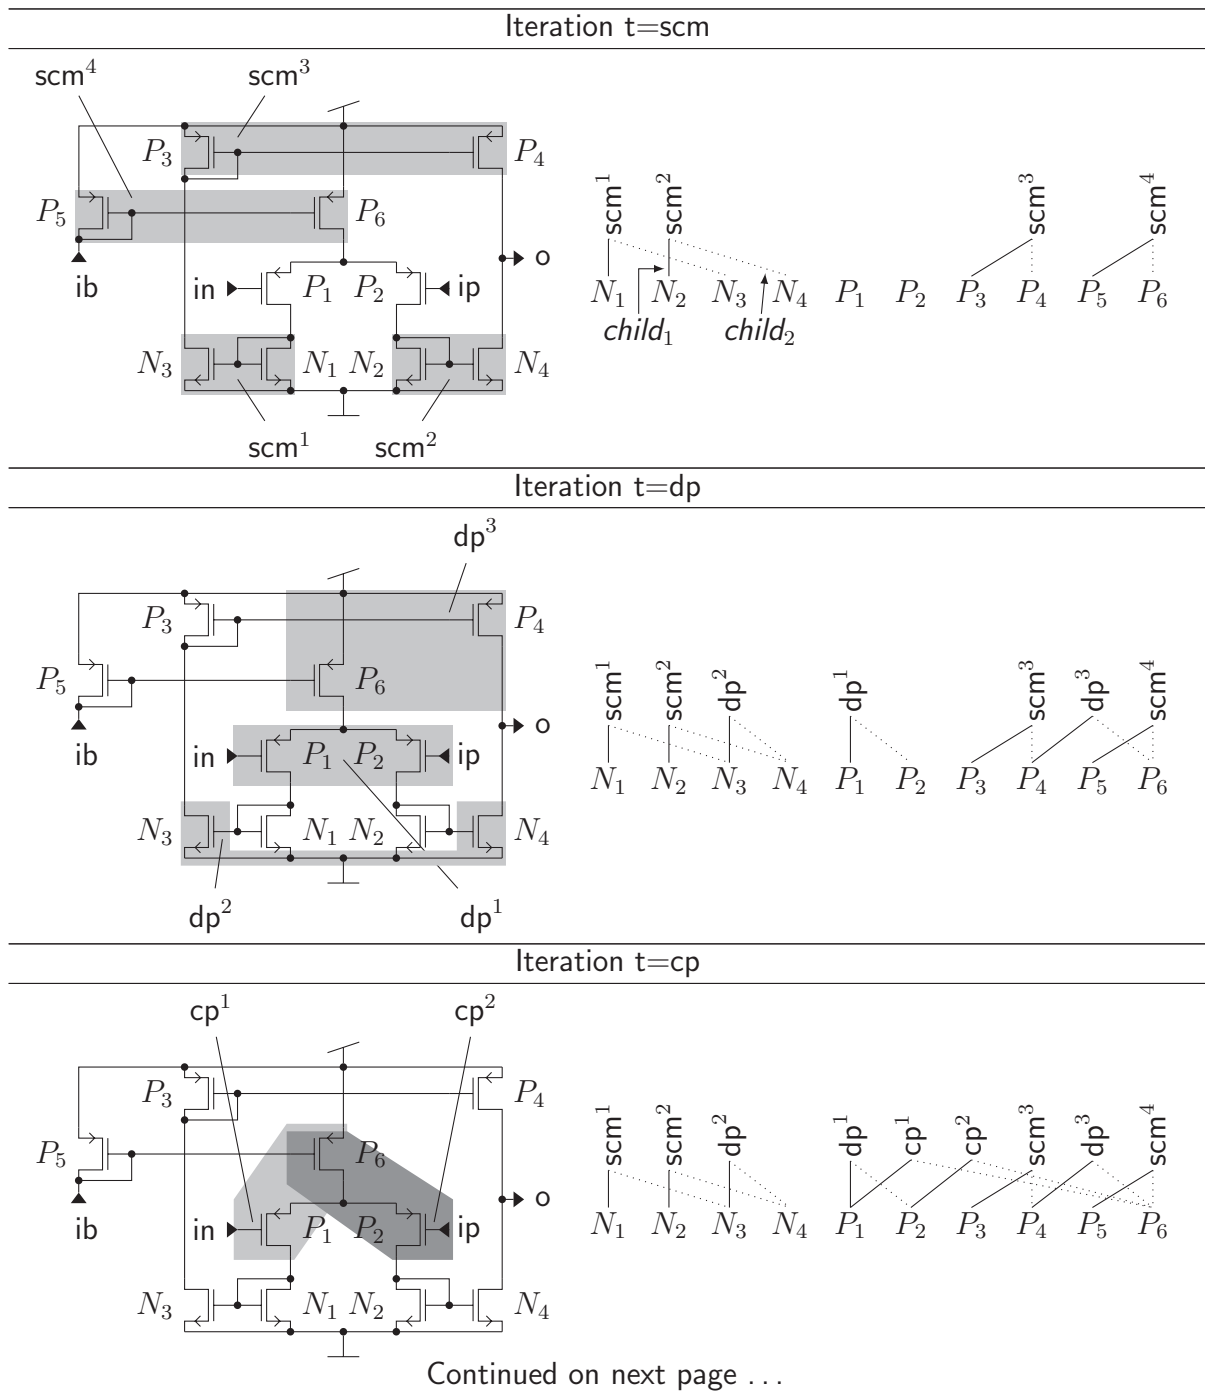 Iteration t=scm
scm⁴ scm³
P₃ P₄
P₅ P₆
ib in P₁ P₂ ip o
N₃ N₁ N₂ N₄
scm¹ scm²
scm¹ scm² scm³ scm⁴
N₁ N₂ N₃ N₄ P₁ P₂ P₃ P₄ P₅ P₆
child₁ child₂
Iteration t=dp
dp³
P₃ P₄
P₅ P₆
ib in P₁ P₂ ip o
N₃ N₁ N₂ N₄
dp² dp¹
scm¹ scm² dp² dp¹ scm³ dp³ scm⁴
N₁ N₂ N₃ N₄ P₁ P₂ P₃ P₄ P₅ P₆
Iteration t=cp
cp¹ cp²
P₃ P₄
P₅ P₆
ib in P₁ P₂ ip o
N₃ N₁ N₂ N₄
scm¹ scm² dp² dp¹ cp¹ cp² scm³ dp³ scm⁴
N₁ N₂ N₃ N₄ P₁ P₂ P₃ P₄ P₅ P₆
Continued on next page . . .